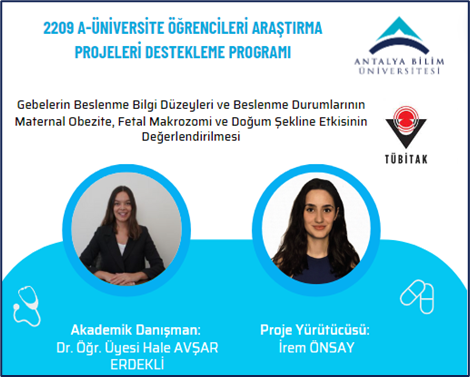 2209 A-ÜNİVERSİTE ÖĞRENCİLERİ ARAŞTIRMA
PROJELERİ DESTEKLEME PROGRAMI
ANTALYA BİLİM
ÜNİVERSİTESİ
Gebelerin Beslenme Bilgi Düzeyleri ve Beslenme Durumlarının
Maternal Obezite, Fetal Makrozomi ve Doğum Şekline Etkisinin
Değerlendirilmesi
TÜBİTAK
Akademik Danışman:
Dr. Öğr. Üyesi Hale AVŞAR
ERDEKLİ
Proje Yürütücüsü:
İrem ÖNSAY